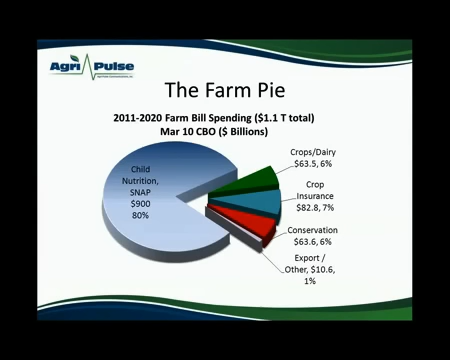 Agri Pulse
The Farm Pie
2011-2020 Farm Bill Spending ($1.1 T total)
Mar 10 CBO ($ Billions)
Child
Nutrition,
SNAP
$900
80%
Crops/Dairy
$63.5, 6%
Crop
Insurance
$82.8, 7%
Conservation
$63.6, 6%
Export /
Other, $10.6,
1%